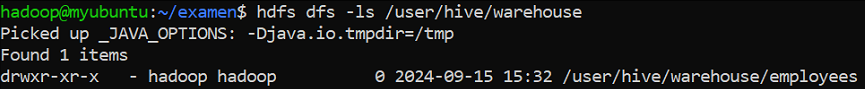 hadoop@myubuntu:~/examen$ hdfs dfs -ls /user/hive/warehouse
Picked up _JAVA_OPTIONS: -Djava.io.tmpdir=/tmp
Found 1 items
drwxr-xr-x   - hadoop hadoop          0 2024-09-15 15:32 /user/hive/warehouse/employees